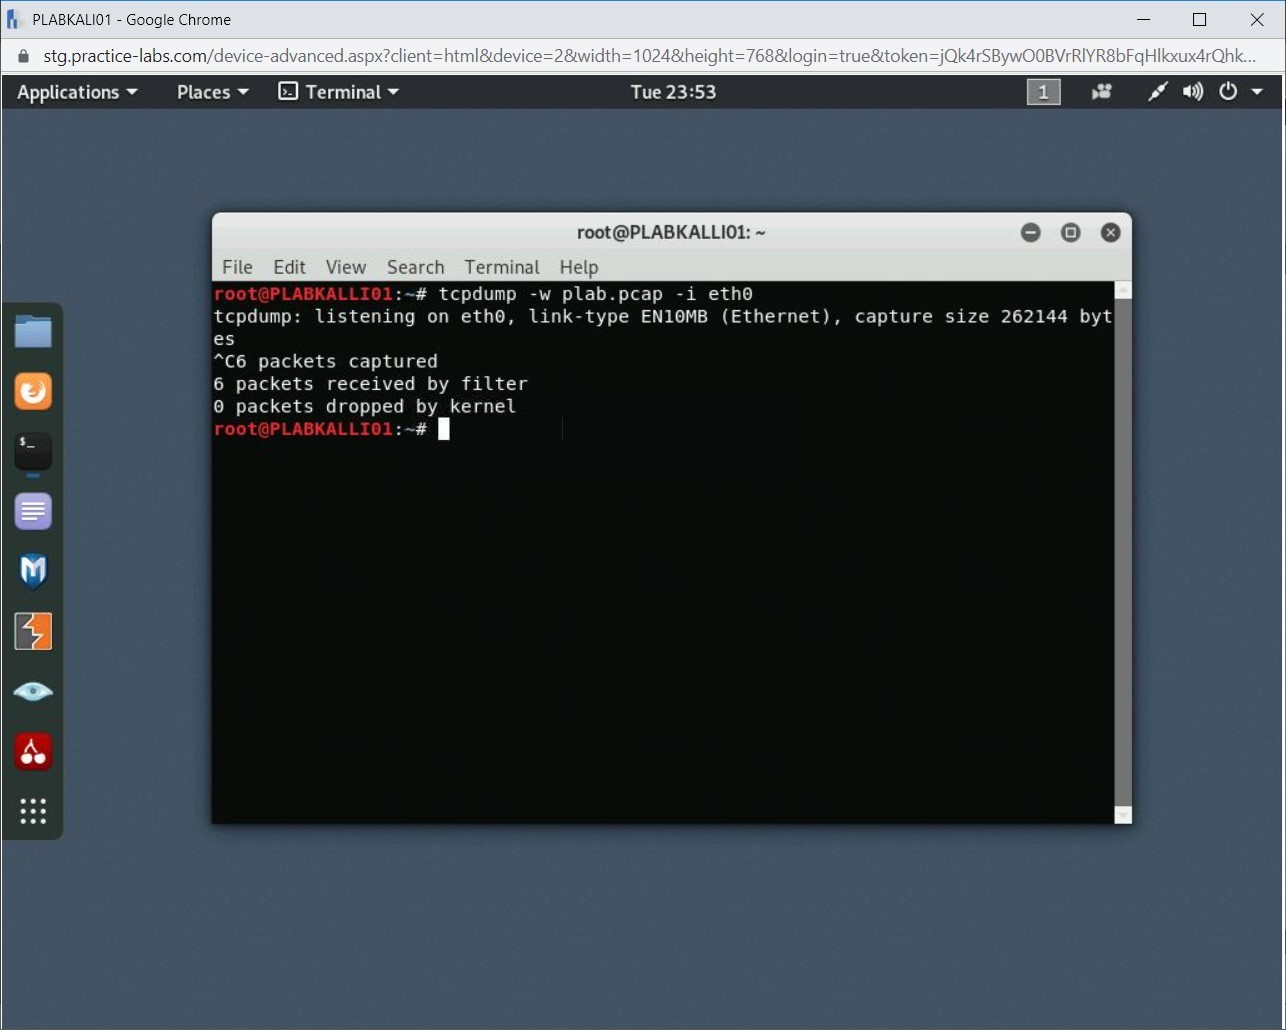 PLABKALI01 - Google Chrome
stg.practice-labs.com/device-advanced.aspx?client=html&device=2&width=1024&height=768&login=true&token=jQk4rSBywO0BVrRlYR8bFqHlkxux4rQhk...
Applications Places Terminal Tue 23:53 1
root@PLABKALLI01: ~
File Edit View Search Terminal Help
root@PLABKALLI01:~# tcpdump -w plab.pcap -i eth0
tcpdump: listening on eth0, link-type EN10MB (Ethernet), capture size 262144 byt
es
^C6 packets captured
6 packets received by filter
0 packets dropped by kernel
root@PLABKALLI01:~#
$_